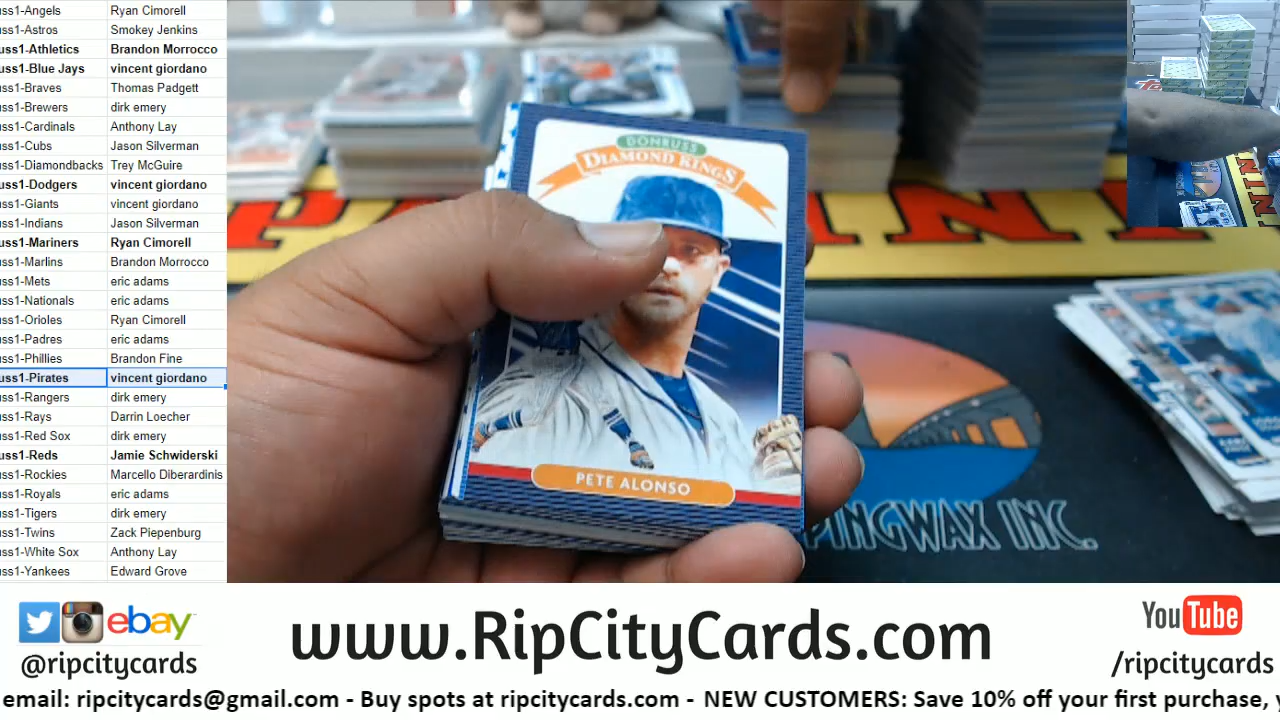 uss1-Angels Ryan Cimorell
uss1-Astros Smokey Jenkins
uss1-Athletics Brandon Morrocco
uss1-Blue Jays vincent giordano
uss1-Braves Thomas Padgett
uss1-Brewers dirk emery
uss1-Cardinals Anthony Lay
uss1-Cubs Jason Silverman
uss1-Diamondbacks Trey McGuire
uss1-Dodgers vincent giordano
uss1-Giants vincent giordano
uss1-Indians Jason Silverman
uss1-Mariners Ryan Cimorell
uss1-Marlins Brandon Morrocco
uss1-Mets eric adams
uss1-Nationals eric adams
uss1-Orioles Ryan Cimorell
uss1-Padres eric adams
uss1-Phillies Brandon Fine
uss1-Pirates vincent giordano
uss1-Rangers dirk emery
uss1-Rays Darrin Loecher
uss1-Red Sox dirk emery
uss1-Reds Jamie Schwiderski
uss1-Rockies Marcello Diberardinis
uss1-Royals eric adams
uss1-Tigers dirk emery
uss1-Twins Zack Piepenburg
uss1-White Sox Anthony Lay
uss1-Yankees Edward Grove
DONRUSS
DIAMOND KINGS
PETE ALONSO
PINGWAX INC.
ebay
@ripcitycards
www.RipCityCards.com
YouTube
/ripcitycards
email: ripcitycards@gmail.com - Buy spots at ripcitycards.com - NEW CUSTOMERS: Save 10% off your first purchase,